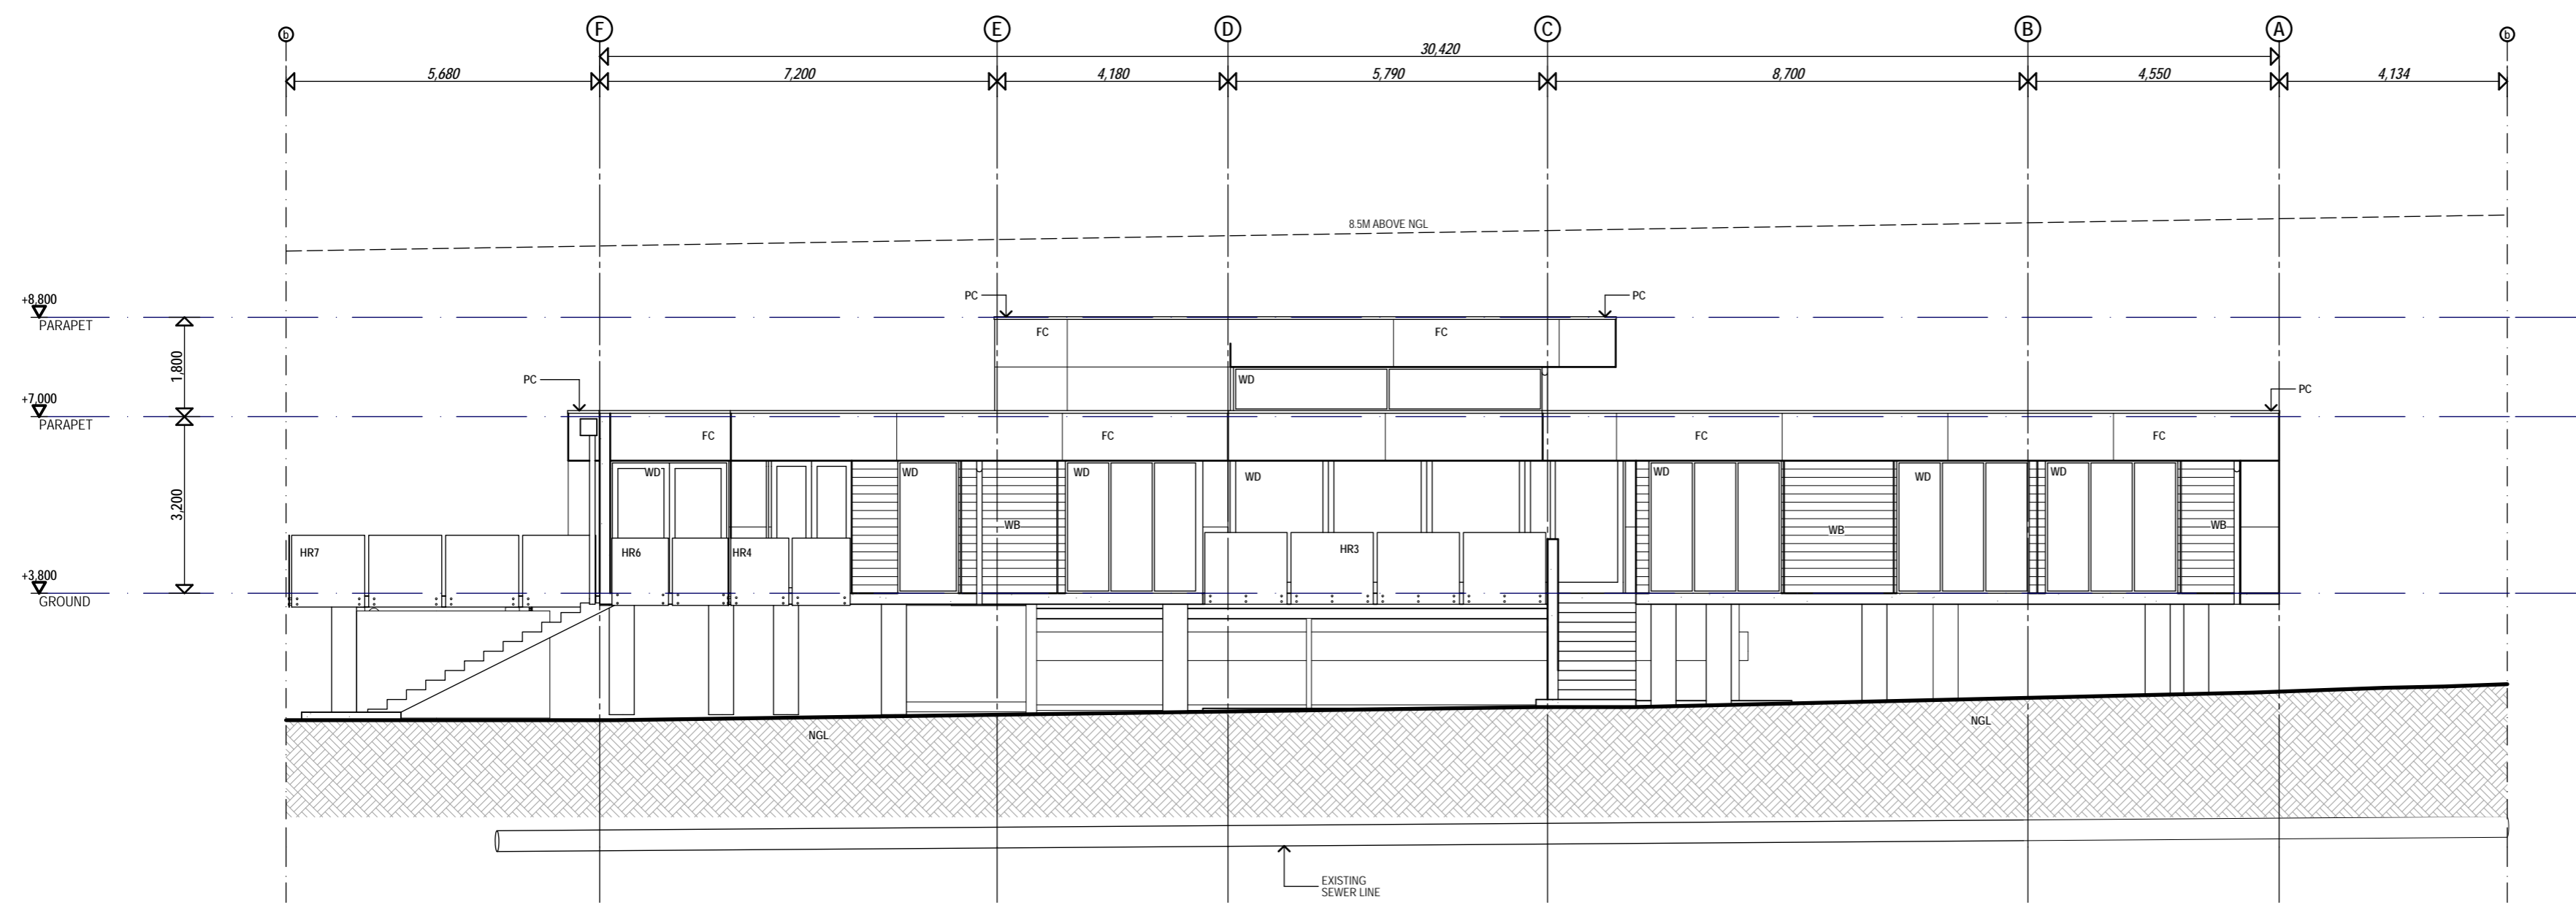 b F E D C B A b
30,420
5,680 7,200 4,180 5,790 8,700 4,550 4,134
8.5M ABOVE NGL
+8,800
PARAPET
PC PC
FC FC
1,800
WD
PC PC
+7,000
PARAPET
FC FC FC FC
WD WD WD WD WD WD WD
3,200
WB WB WB
HR7 HR6 HR4 HR3
+3,800
GROUND
NGL NGL
EXISTING
SEWER LINE